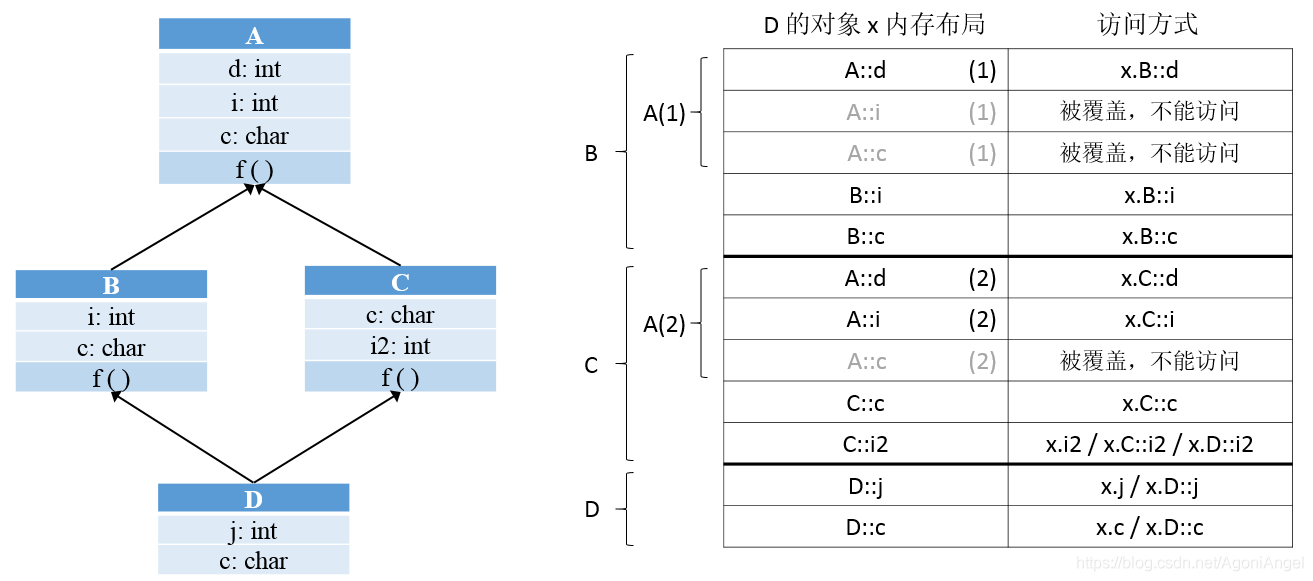 A
d: int
i: int
c: char
f ( )
B
i: int
c: char
f ( )
C
c: char
i2: int
f ( )
D
j: int
c: char
D 的对象 x 内存布局 访问方式
B
A(1)
A::d (1) x.B::d
A::i (1) 被覆盖，不能访问
A::c (1) 被覆盖，不能访问
B::i x.B::i
B::c x.B::c
C
A(2)
A::d (2) x.C::d
A::i (2) x.C::i
A::c (2) 被覆盖，不能访问
C::c x.C::c
C::i2 x.i2 / x.C::i2 / x.D::i2
D
D::j x.j / x.D::j
D::c x.c / x.D::c
https://blog.csdn.net/AgoniAngel